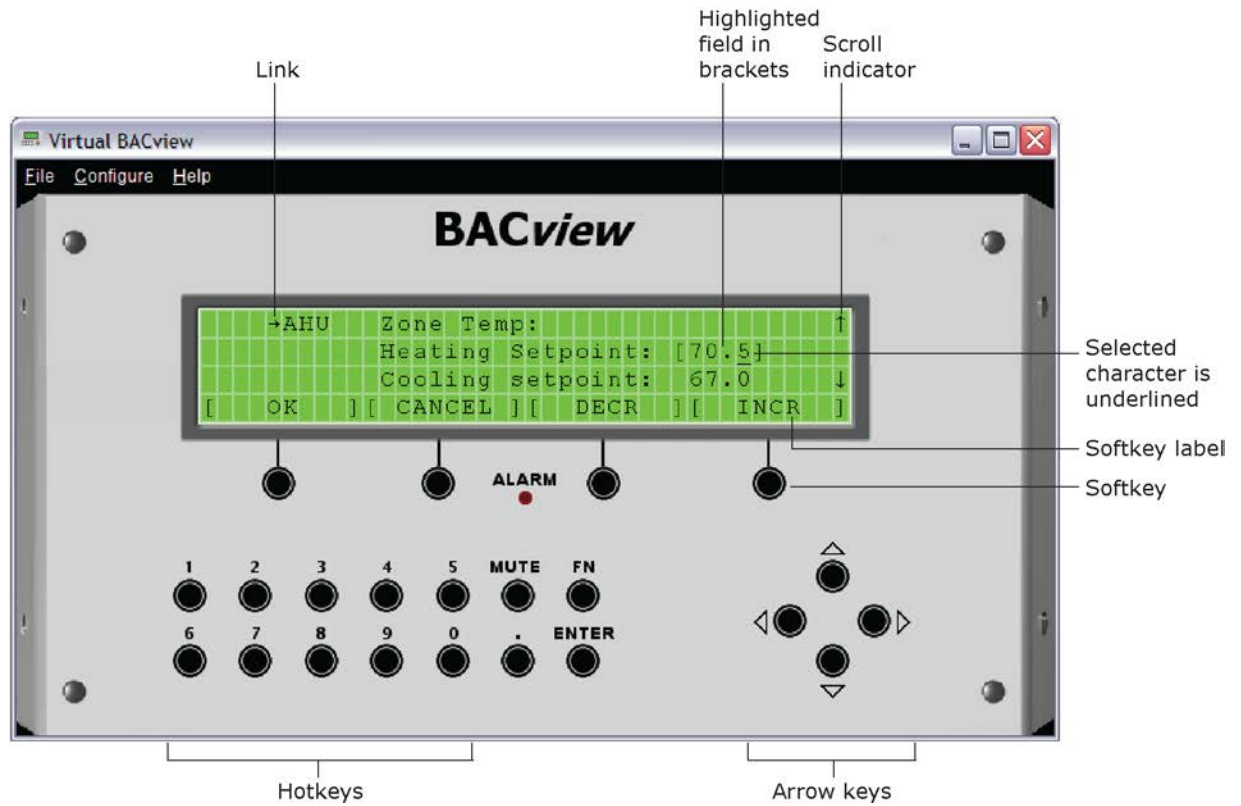 Link
Highlighted
field in
brackets
Scroll
indicator
Virtual BACview
File Configure Help
BACview
→AHU Zone Temp: ↑
Heating Setpoint: [70.5]
Cooling setpoint: 67.0 ↓
[ OK ][ CANCEL ][ DECR ][ INCR ]
Selected
character is
underlined
Softkey label
Softkey
ALARM
1 2 3 4 5 MUTE FN
6 7 8 9 0 . ENTER
Hotkeys
Arrow keys